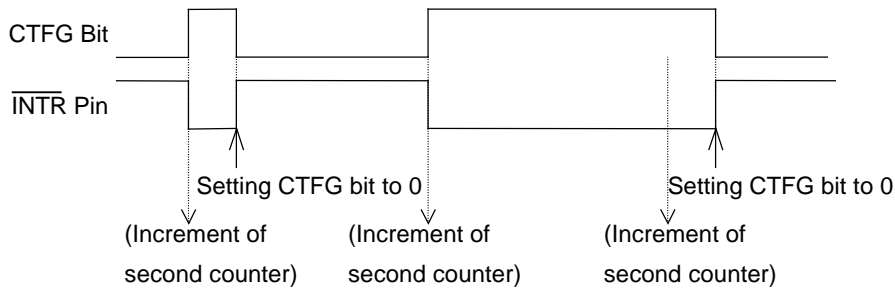 CTFG Bit
INTR Pin
Setting CTFG bit to 0
Setting CTFG bit to 0
(Increment of
second counter)
(Increment of
second counter)
(Increment of
second counter)